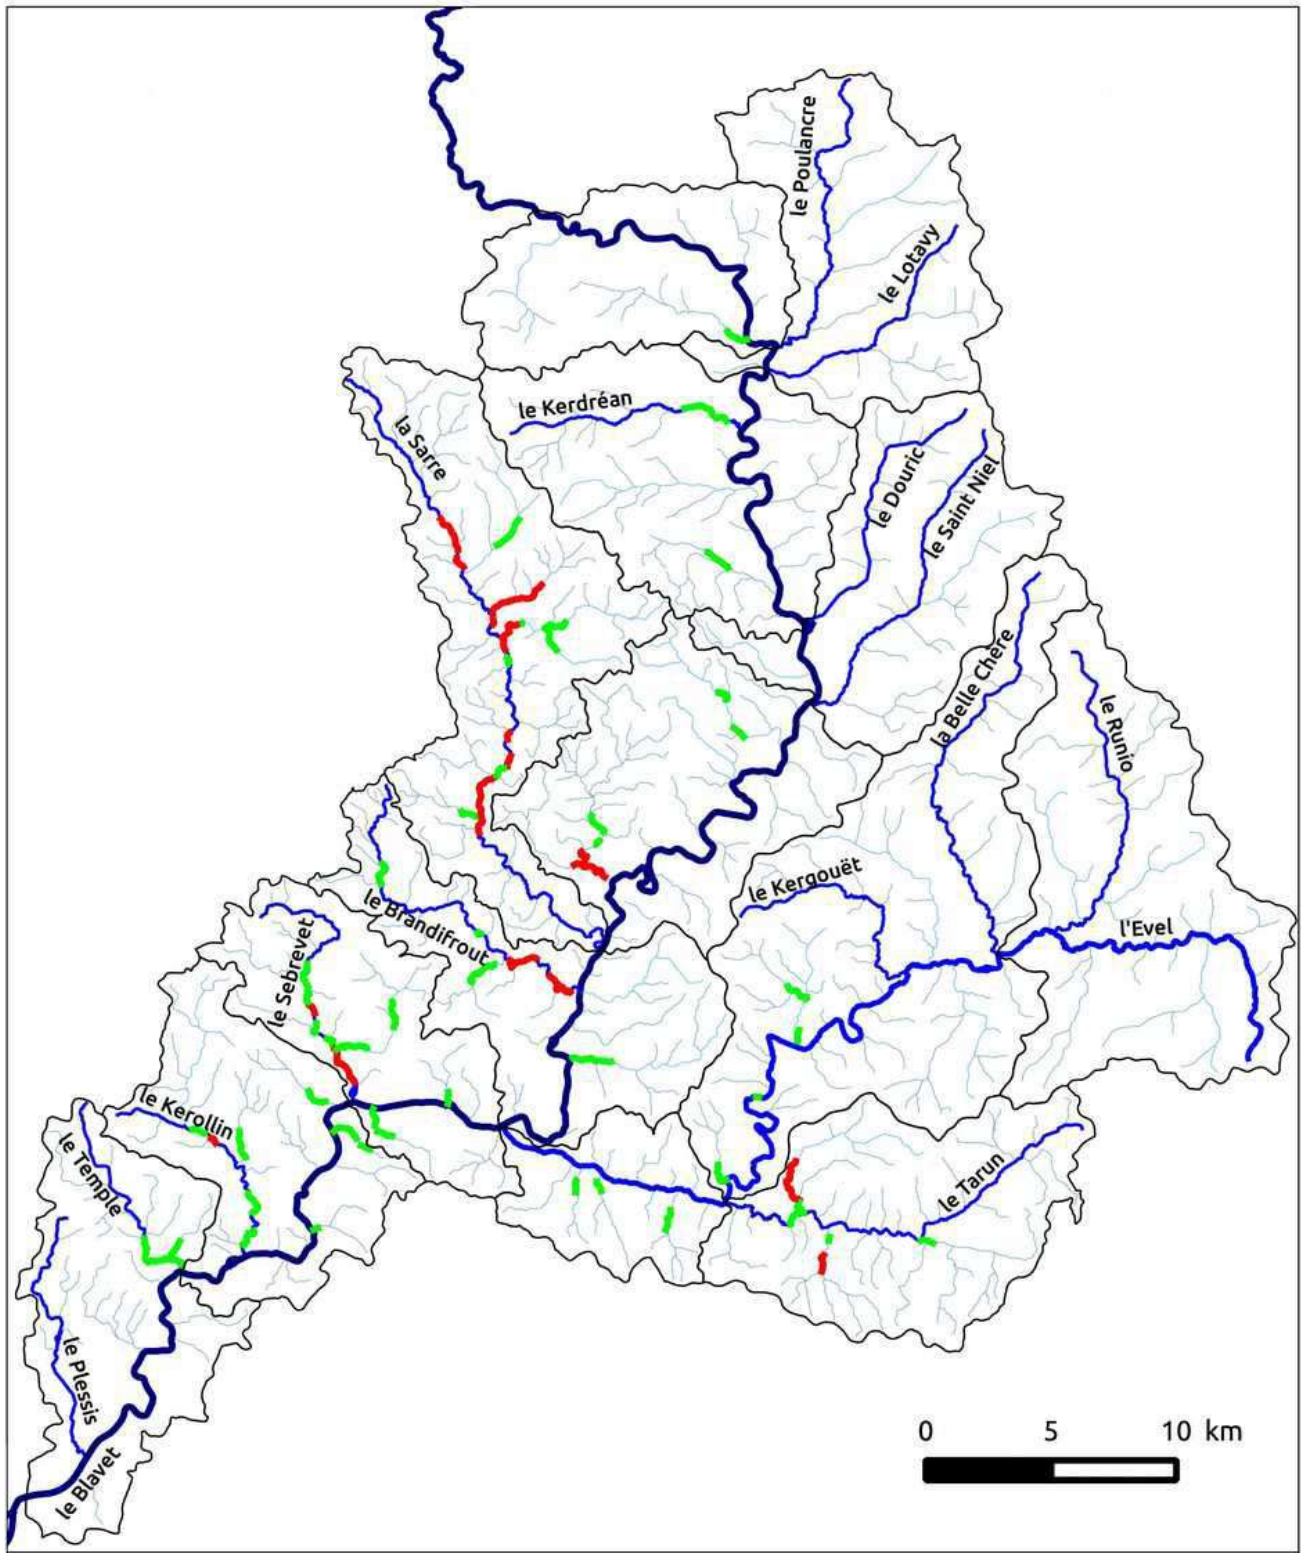 le Poulancre
le Lotavy
le Kerdréan
la Sarre
le Douric
le Saint Niel
la Belle Chère
le Runio
le Kergouët
l'Evel
le Brandifrout
le Sebrevet
le Kerollin
le Temple
le Tarun
le Plessis
le Blavet
0 5 10 km